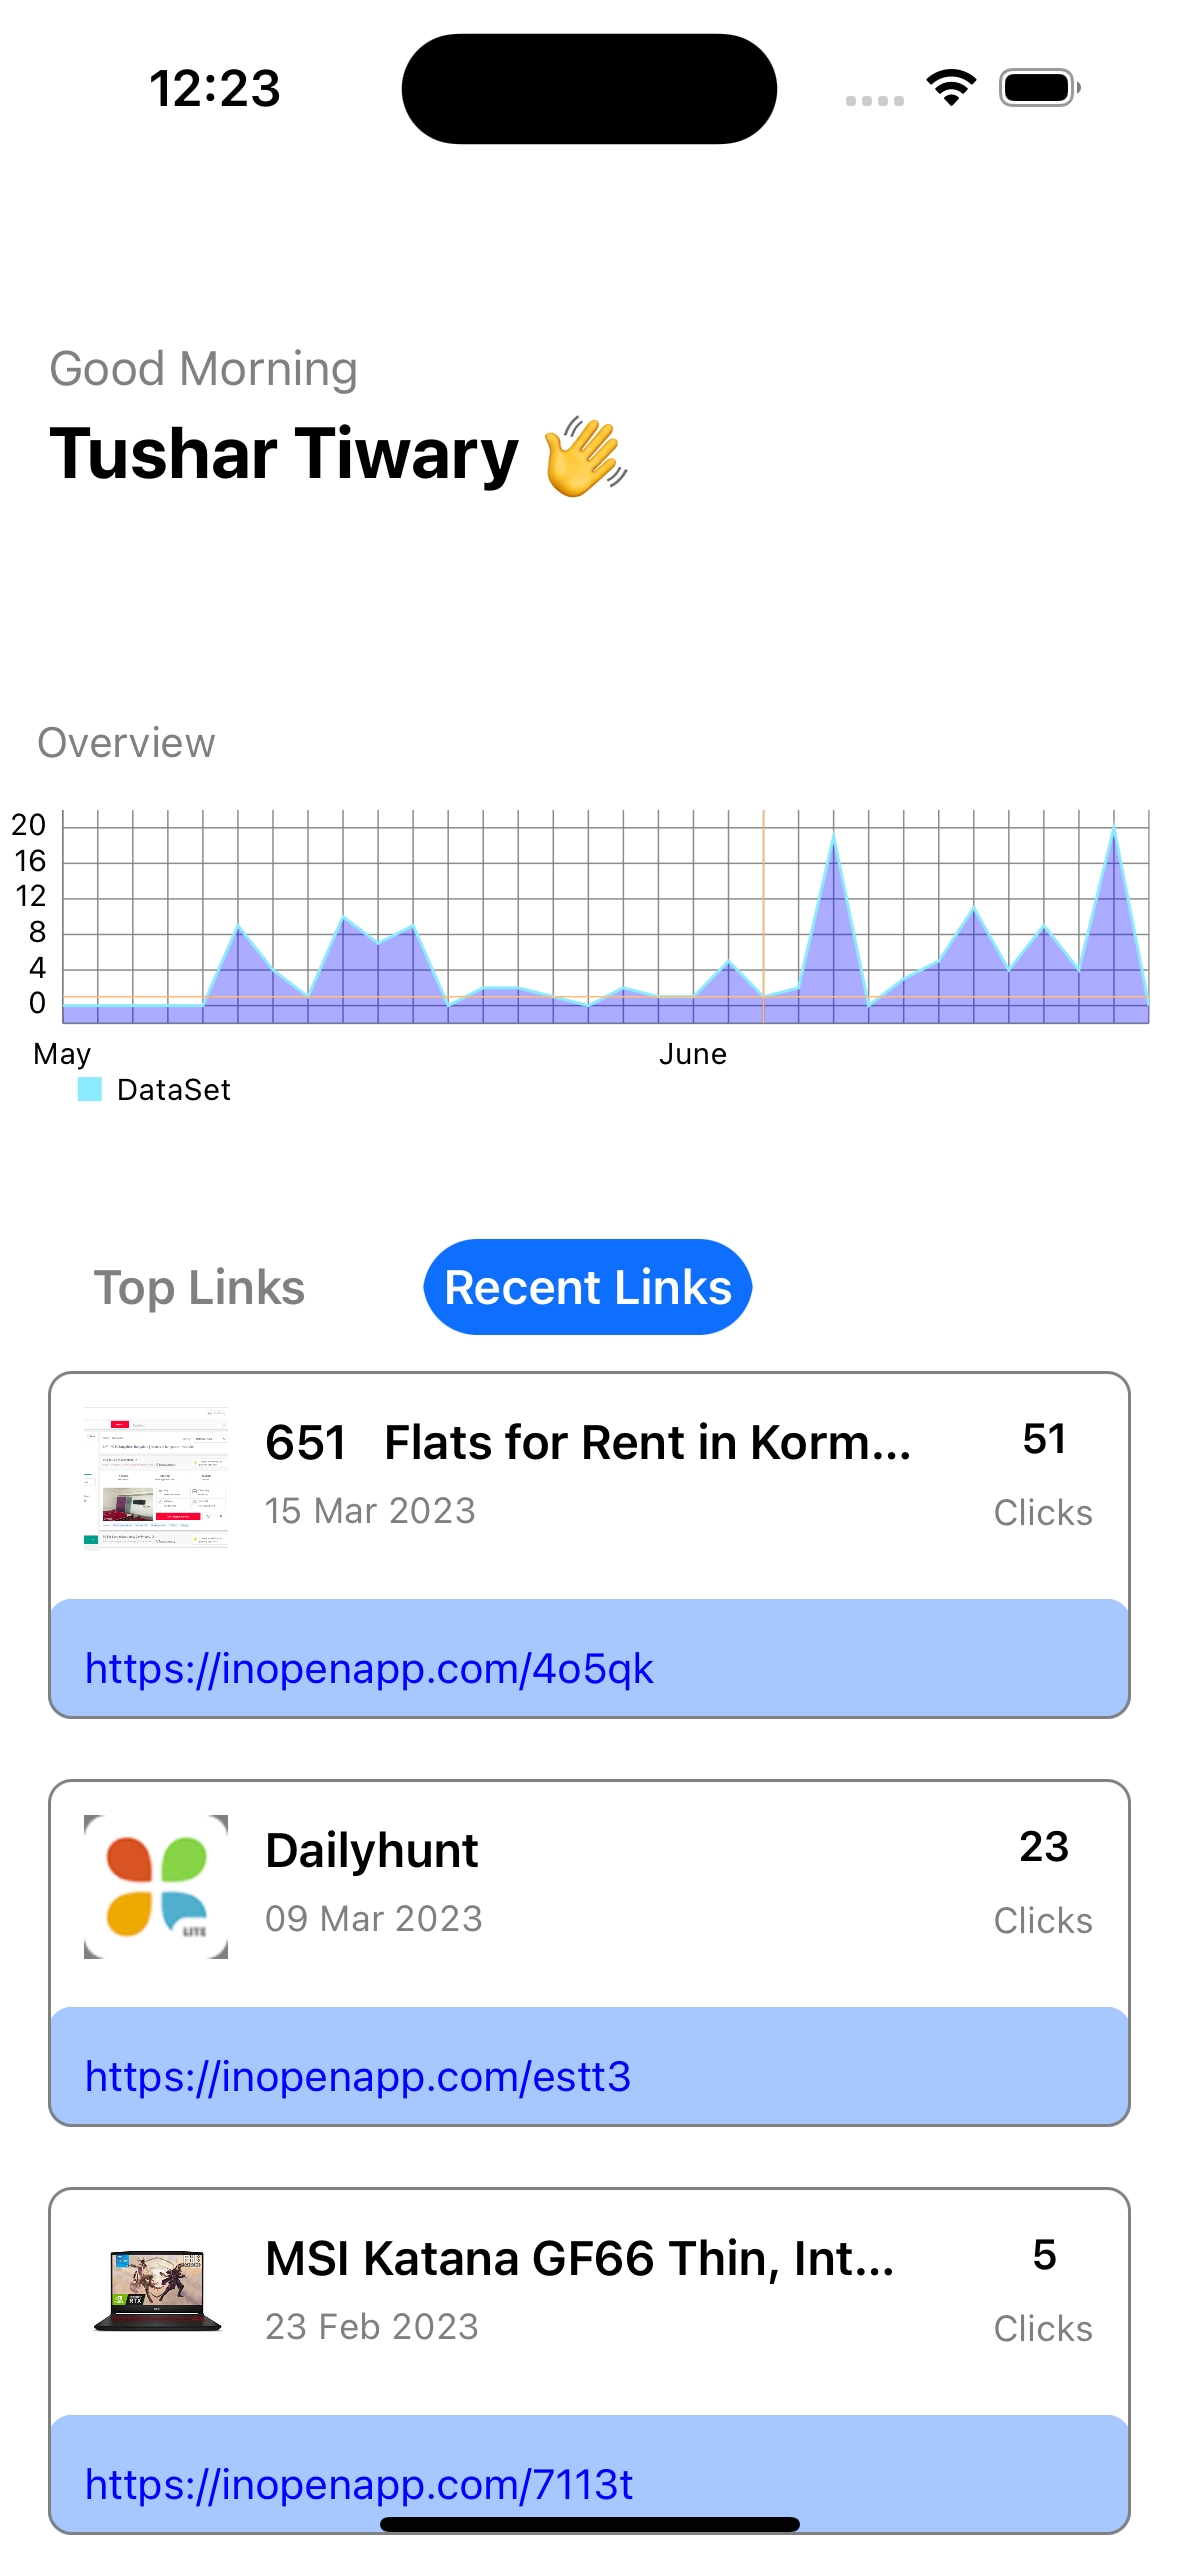 12:23
Good Morning
Tushar Tiwary 👋
Overview
20
16
12
8
4
0
May June
DataSet
Top Links Recent Links
651 Flats for Rent in Korm... 51
15 Mar 2023 Clicks
https://inopenapp.com/4o5qk
Dailyhunt 23
LITE
09 Mar 2023 Clicks
https://inopenapp.com/estt3
MSI Katana GF66 Thin, Int... 5
23 Feb 2023 Clicks
https://inopenapp.com/7113t